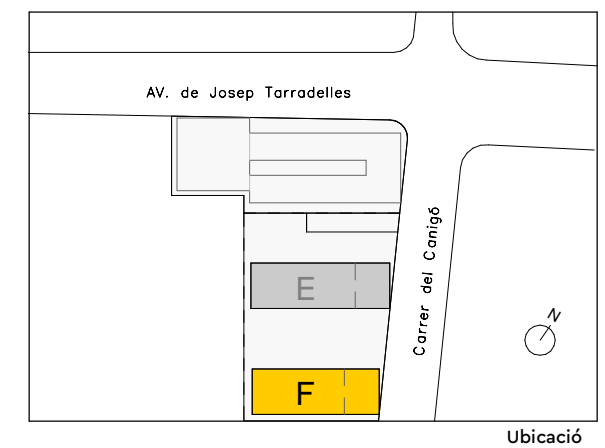 AV. de Josep Tarradelles
Carrer del Canigó
E
N
F
Ubicació